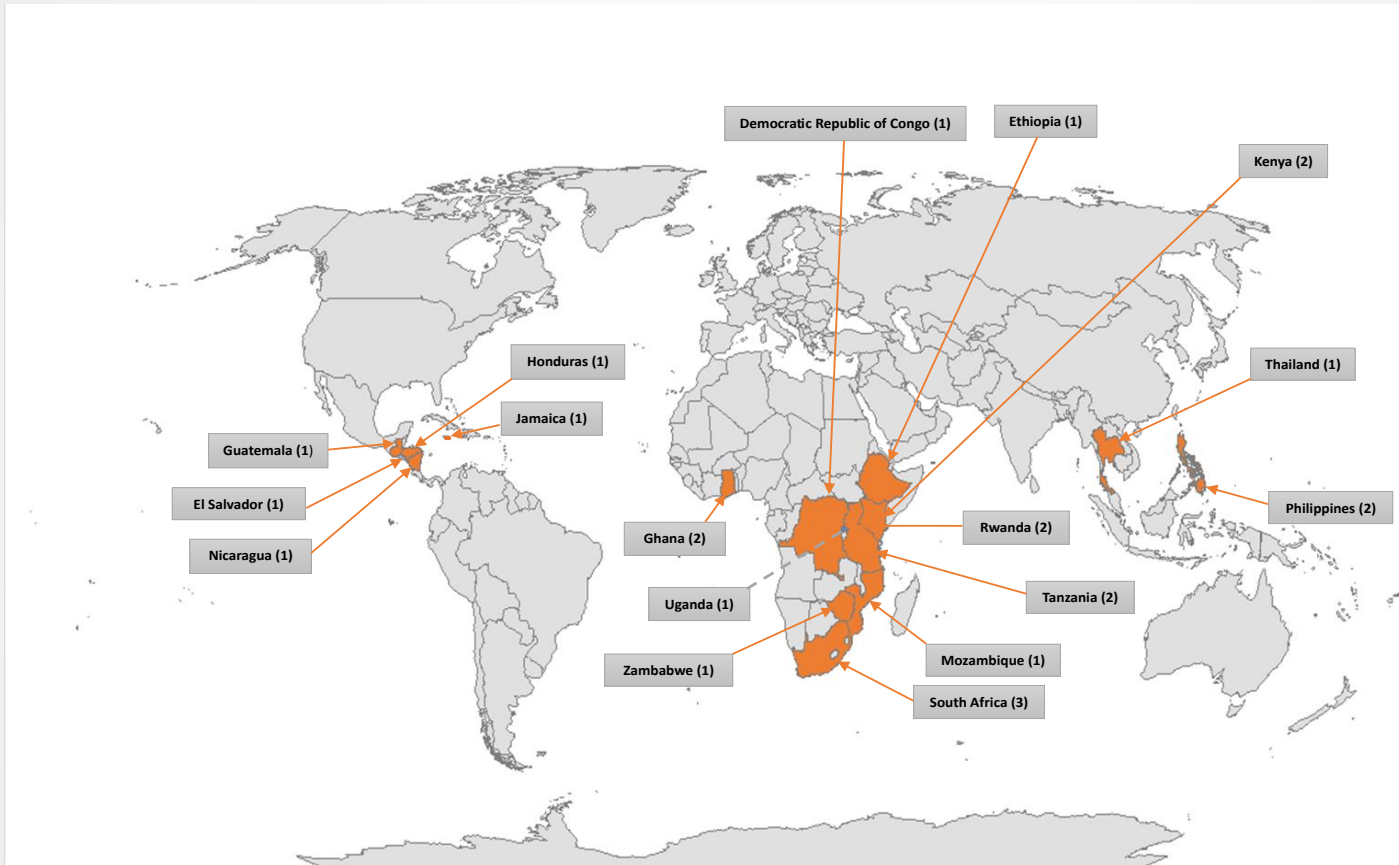 Democratic Republic of Congo (1)
Ethiopia (1)
Kenya (2)
Honduras (1)
Thailand (1)
Jamaica (1)
Guatemala (1)
El Salvador (1)
Philippines (2)
Rwanda (2)
Ghana (2)
Nicaragua (1)
Tanzania (2)
Uganda (1)
Mozambique (1)
Zambabwe (1)
South Africa (3)